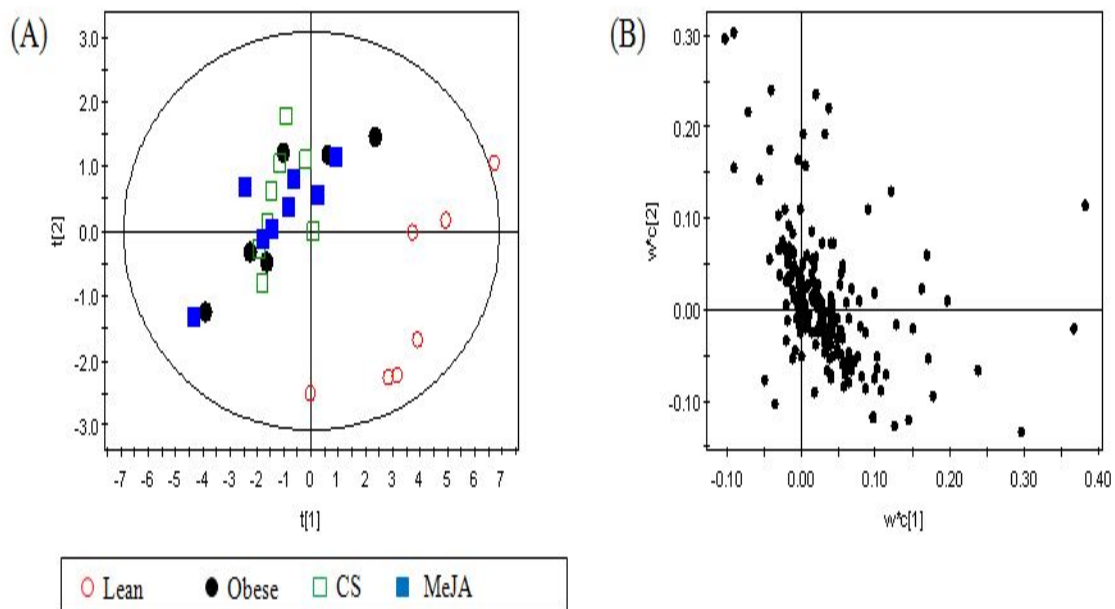 (A)
3.0
2.0
1.0
0.0
-1.0
-2.0
-3.0
t[2]
-7 -6 -5 -4 -3 -2 -1 0 1 2 3 4 5 6 7
t[1]
(B)
0.30
0.20
0.10
0.00
-0.10
w*c[2]
-0.10 0.00 0.10 0.20 0.30 0.40
w*c[1]
Lean Obese CS MeJA